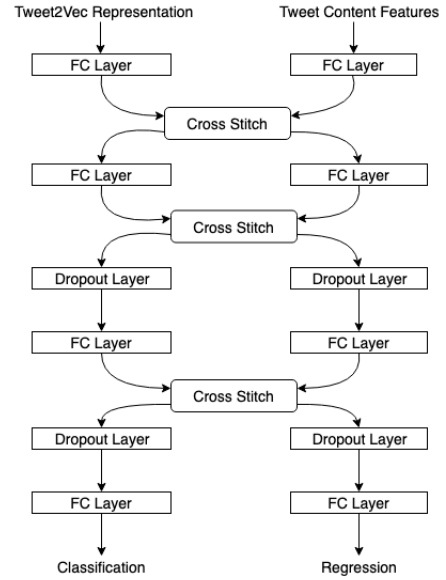 Tweet2Vec Representation
Tweet Content Features
FC Layer
FC Layer
Cross Stitch
FC Layer
FC Layer
Cross Stitch
Dropout Layer
Dropout Layer
FC Layer
FC Layer
Cross Stitch
Dropout Layer
Dropout Layer
FC Layer
FC Layer
Classification
Regression